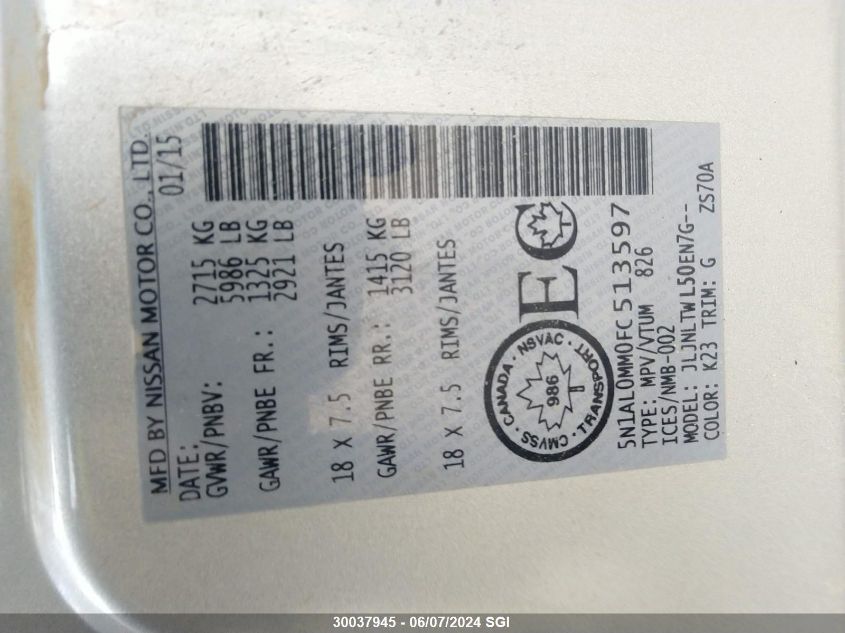 MFD BY NISSAN MOTOR CO., LTD.
DATE: 01/15
GVWR/PNBV: 2715 KG
5986 LB
GAWR/PNBE FR.: 1325 KG
2921 LB
18 X 7.5 RIMS/JANTES
GAWR/PNBE RR.: 1415 KG
3120 LB
18 X 7.5 RIMS/JANTES
CANADA · NSVAC · TRANSPORT · CMVSS ·
986
EC
5N1AL0MM0FC513597
TYPE: MPV/VTUM 826
ICES/NMB-002
MODEL: JLJNLTWL50EN7G--
COLOR: K23 TRIM: G ZS70A
30037945 - 06/07/2024 SGI